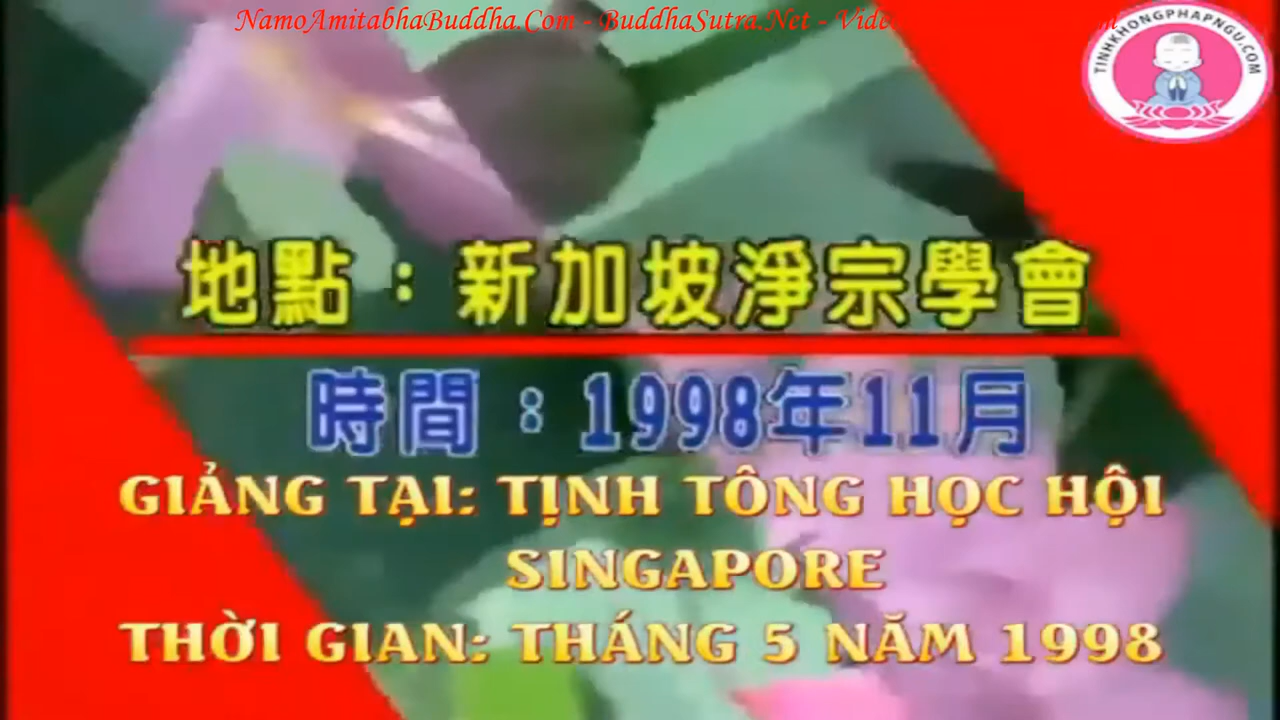 NamoAmitabhaBuddha.Com - BuddhaSutra.Net -
TINHKHONGPHAPNGU.COM
地點：新加坡淨宗學會
時間：1998年11月
GIẢNG TẠI: TỊNH TÔNG HỌC HỘI
SINGAPORE
THỜI GIAN: THÁNG 5 NĂM 1998